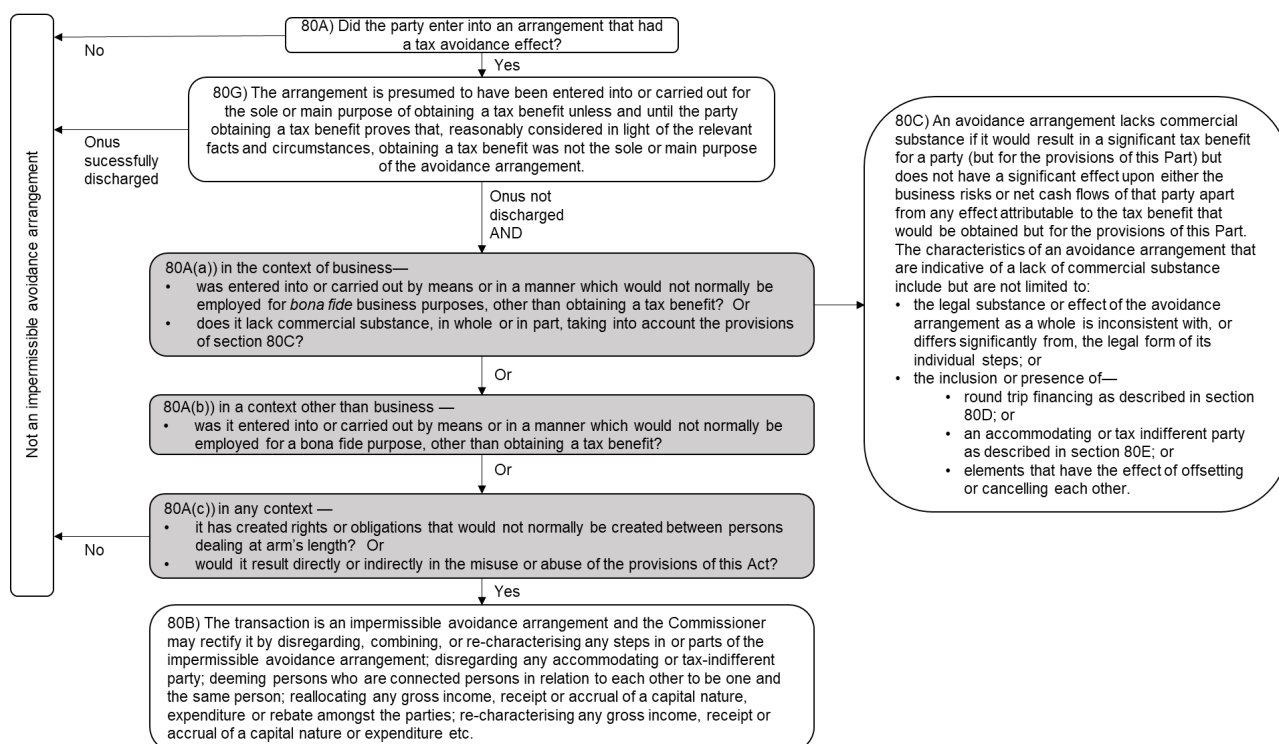 80A) Did the party enter into an arrangement that had
a tax avoidance effect?
No
Yes
80G) The arrangement is presumed to have been entered into or carried out for
the sole or main purpose of obtaining a tax benefit unless and until the party
obtaining a tax benefit proves that, reasonably considered in light of the relevant
facts and circumstances, obtaining a tax benefit was not the sole or main purpose
of the avoidance arrangement.
Onus
sucessfully
discharged
Not an impermissible avoidance arrangement
Onus not
discharged
AND
80A(a)) in the context of business—
• was entered into or carried out by means or in a manner which would not normally be
employed for bona fide business purposes, other than obtaining a tax benefit? Or
• does it lack commercial substance, in whole or in part, taking into account the provisions
of section 80C?
Or
80A(b)) in a context other than business —
• was it entered into or carried out by means or in a manner which would not normally be
employed for a bona fide purpose, other than obtaining a tax benefit?
Or
80A(c)) in any context —
• it has created rights or obligations that would not normally be created between persons
dealing at arm's length? Or
• would it result directly or indirectly in the misuse or abuse of the provisions of this Act?
No
Yes
80B) The transaction is an impermissible avoidance arrangement and the Commissioner
may rectify it by disregarding, combining, or re-characterising any steps in or parts of the
impermissible avoidance arrangement; disregarding any accommodating or tax-indifferent
party; deeming persons who are connected persons in relation to each other to be one and
the same person; reallocating any gross income, receipt or accrual of a capital nature,
expenditure or rebate amongst the parties; re-characterising any gross income, receipt or
accrual of a capital nature or expenditure etc.
80C) An avoidance arrangement lacks commercial
substance if it would result in a significant tax benefit
for a party (but for the provisions of this Part) but
does not have a significant effect upon either the
business risks or net cash flows of that party apart
from any effect attributable to the tax benefit that
would be obtained but for the provisions of this Part.
The characteristics of an avoidance arrangement that
are indicative of a lack of commercial substance
include but are not limited to:
• the legal substance or effect of the avoidance
arrangement as a whole is inconsistent with, or
differs significantly from, the legal form of its
individual steps; or
• the inclusion or presence of—
• round trip financing as described in section
80D; or
• an accommodating or tax indifferent party
as described in section 80E; or
• elements that have the effect of offsetting
or cancelling each other.